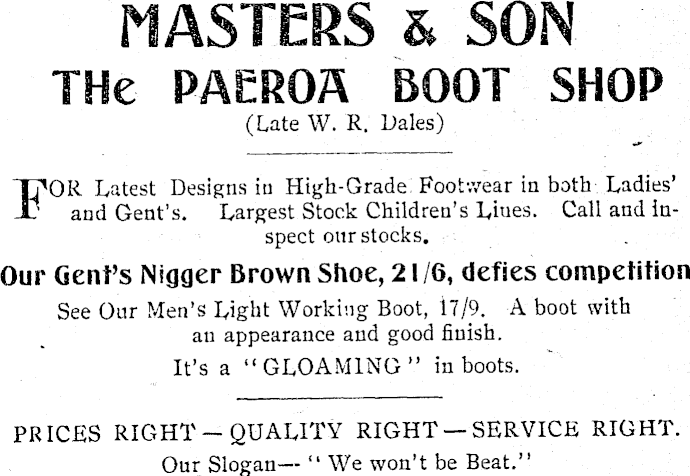 MASTERS & SON
THe PAEROA BOOT SHOP
(Late W. R. Dales)
FOR Latest Designs in High-Grade Footwear in both Ladies'
and Gent's. Largest Stock Children's Lines. Call and in-
spect our stocks.
Our Gent's Nigger Brown Shoe, 21/6, defies competition
See Our Men's Light Working Boot, 17/9. A boot with
an appearance and good finish.
It's a "GLOAMING" in boots.
PRICES RIGHT — QUALITY RIGHT — SERVICE RIGHT.
Our Slogan— "We won't be Beat."